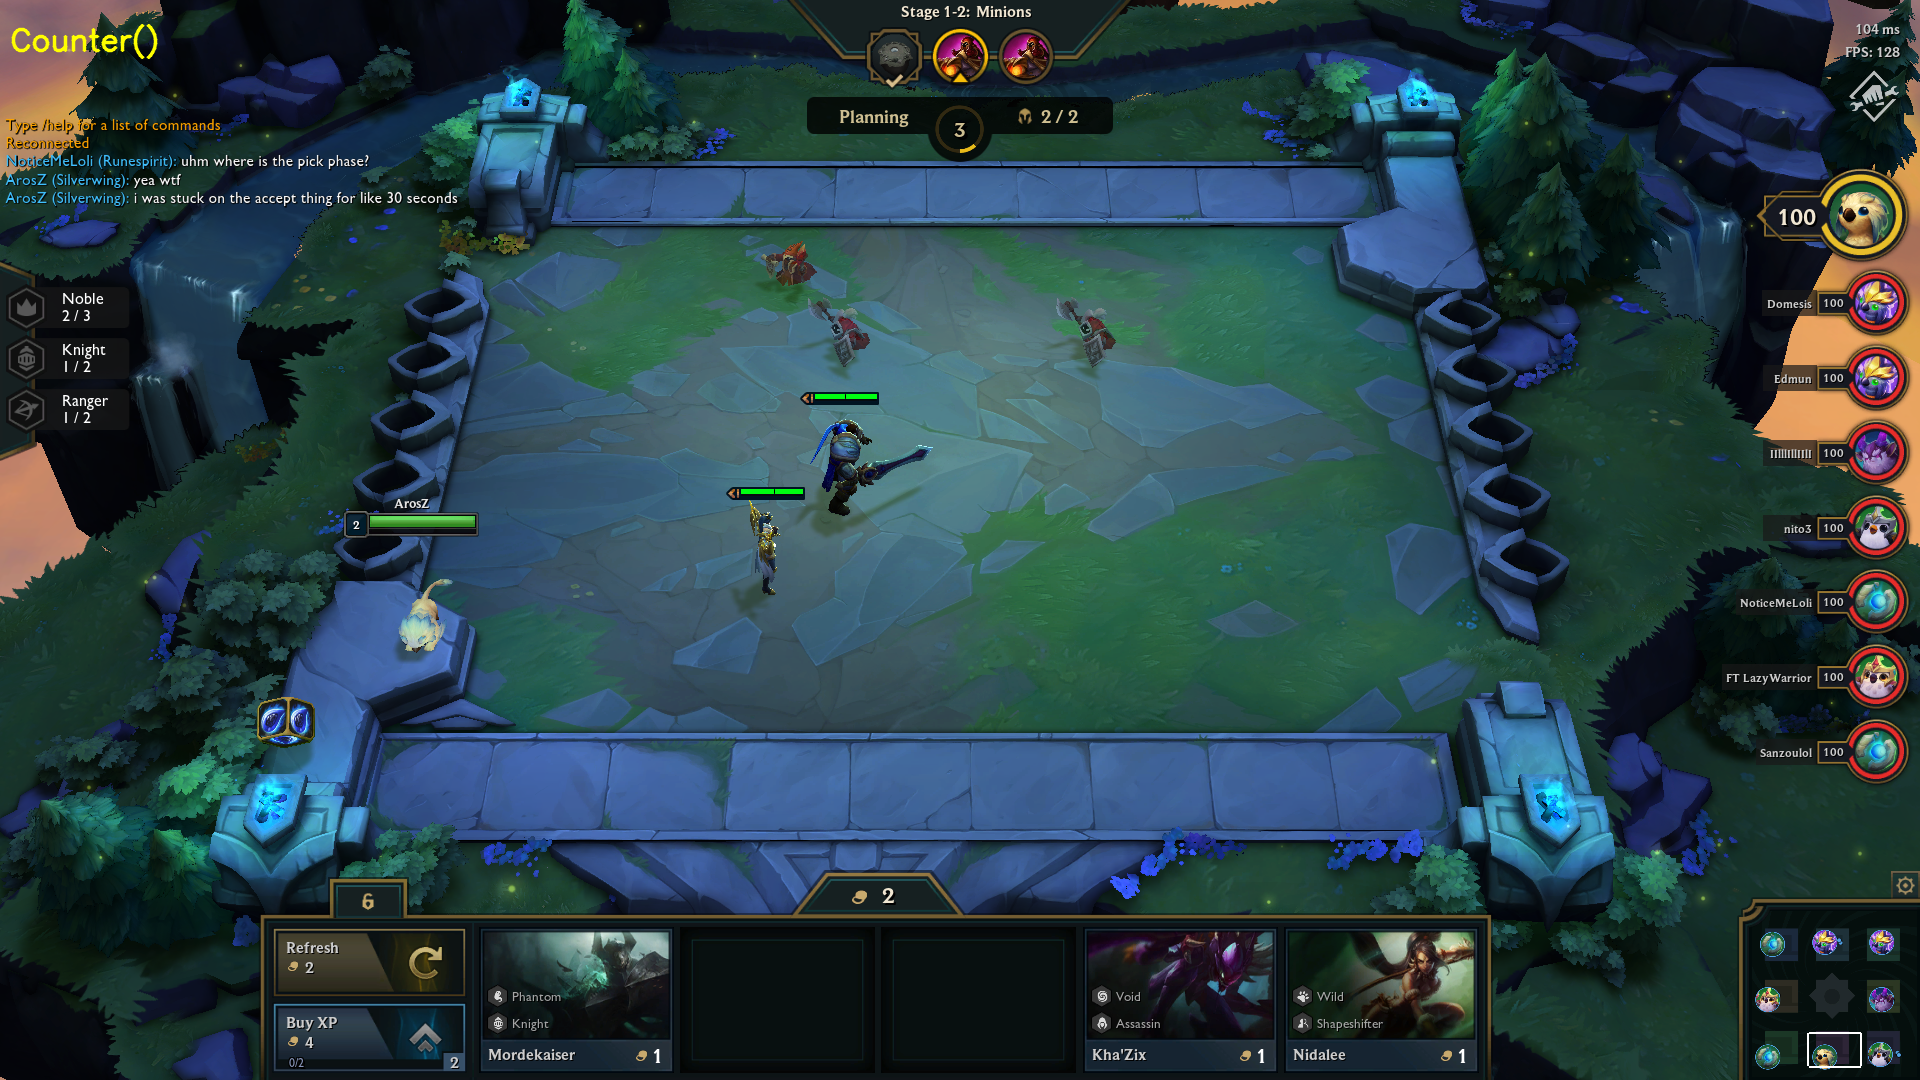 Counter()
Stage 1-2: Minions
104 ms
FPS: 128
Planning
3
2 / 2
Type /help for a list of commands
Reconnected
NoticeMeLoli (Runespirit): uhm where is the pick phase?
ArosZ (Silverwing): yea wtf
ArosZ (Silverwing): i was stuck on the accept thing for like 30 seconds
100
Domesis 100
Edmun 100
100
nito3 100
NoticeMeLoli 100
FT LazyWarrior 100
Sanzoulol 100
Noble
2 / 3
Knight
1 / 2
Ranger
1 / 2
ArosZ
2
6
2
Refresh
2
Buy XP
4
0/2
2
Phantom
Knight
Mordekaiser 1
Void
Assassin
Kha'Zix 1
Wild
Shapeshifter
Nidalee 1